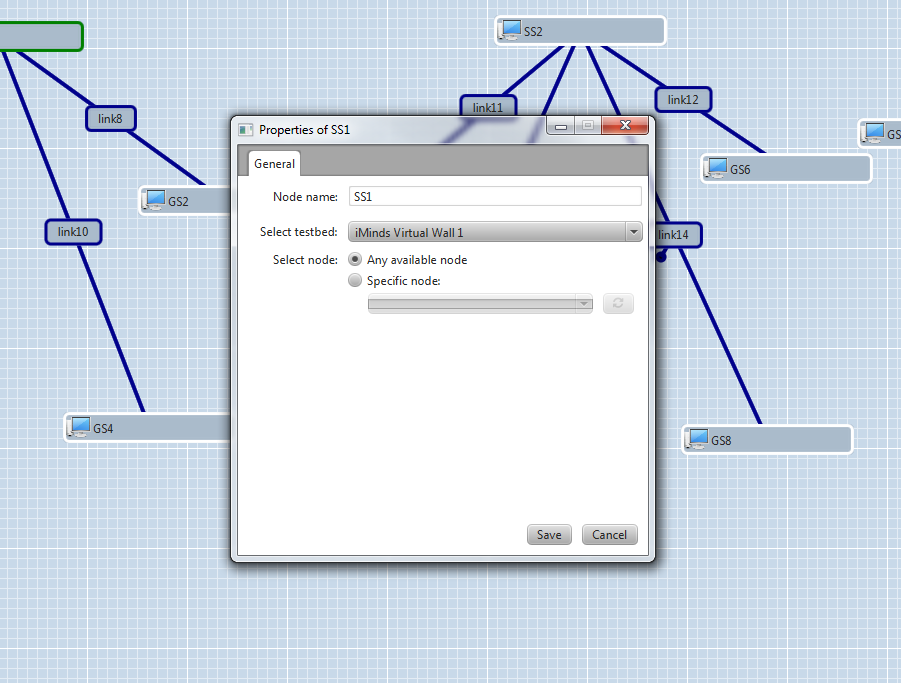 SS2
link12
link11
link8
GS
Properties of SS1
General
GS6
Node name: SS1
GS2
Select testbed: iMinds Virtual Wall 1
link10
link14
Select node: Any available node
Specific node:
GS4
GS8
Save Cancel